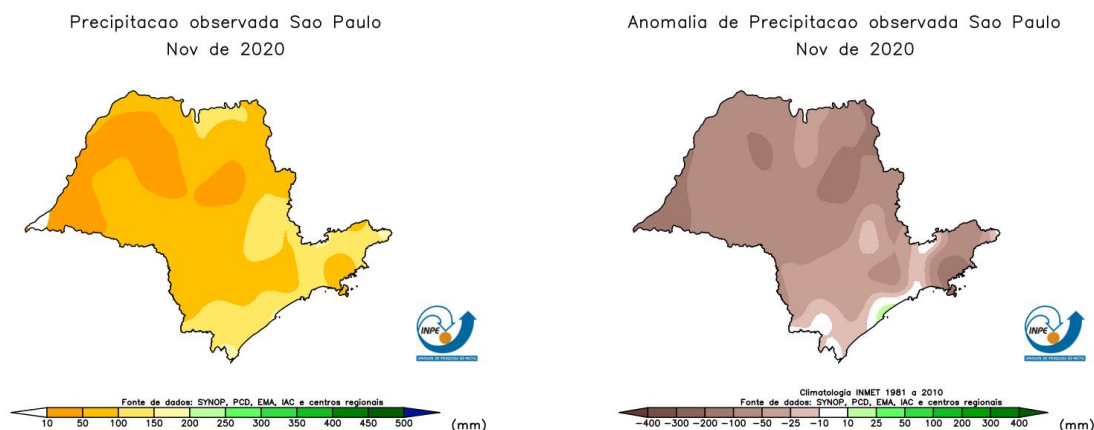 Precipitacao observada Sao Paulo
Nov de 2020
INPE
Fonte de dados: SYNOP, PCD, EMA, IAC e centros regionais
10 50 100 150 200 250 300 350 400 450 500 (mm)
Anomalia de Precipitacao observada Sao Paulo
Nov de 2020
INPE
Climatologia INMET 1981 a 2010
Fonte de dados: SYNOP, PCD, EMA, IAC e centros regionais
-400 -300 -200 -100 -50 -25 -10 10 25 50 100 200 300 400 (mm)